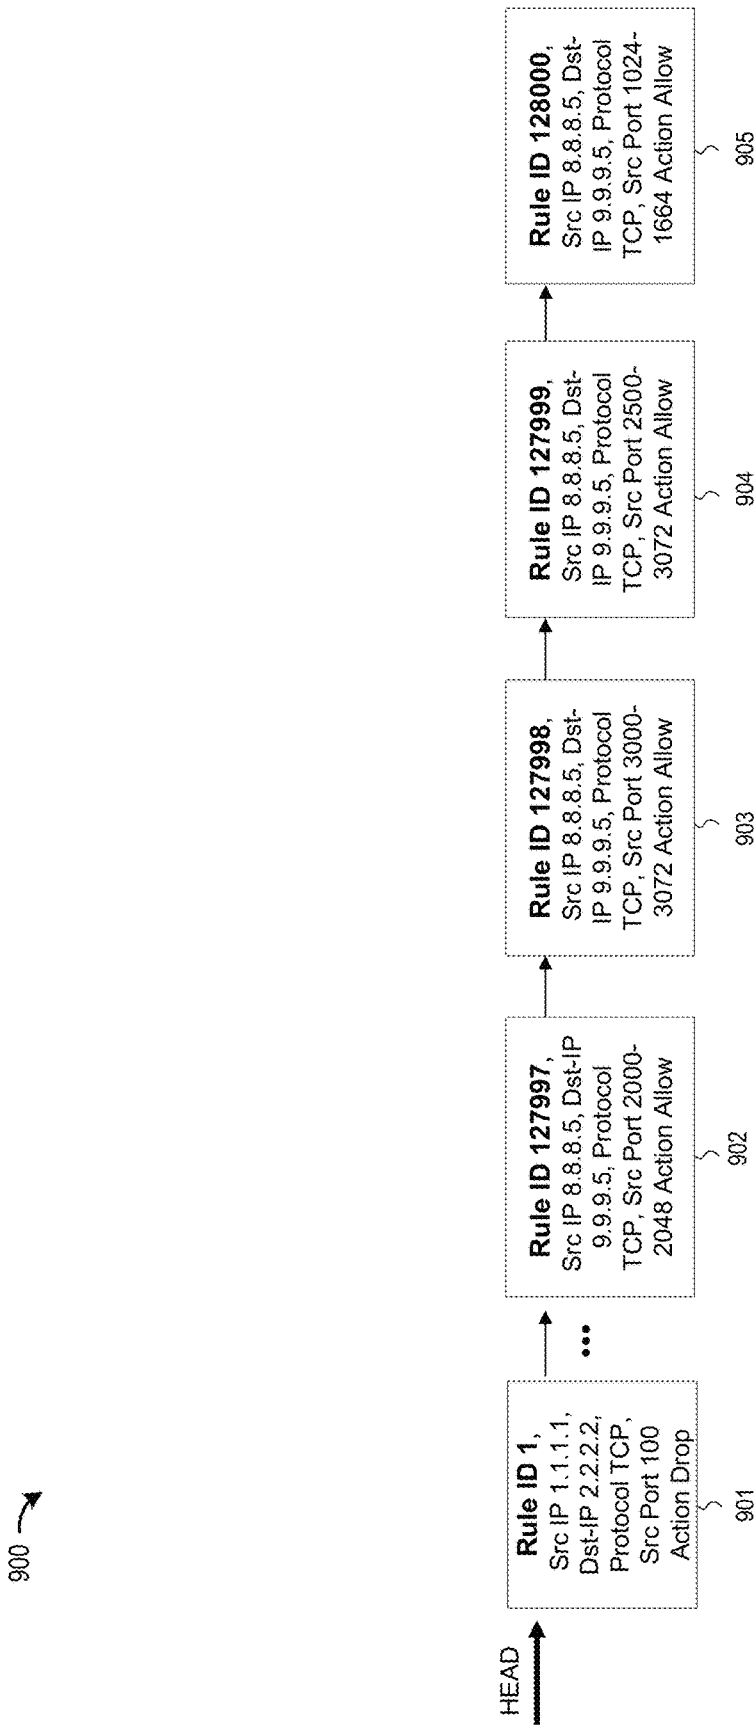 900
HEAD
Rule ID 1,
Src IP 1.1.1.1,
Dst-IP 2.2.2.2,
Protocol TCP,
Src Port 100
Action Drop
901
...
Rule ID 127997,
Src IP 8.8.8.5, Dst-IP
9.9.9.5, Protocol
TCP, Src Port 2000-
2048 Action Allow
902
Rule ID 127998,
Src IP 8.8.8.5, Dst-
IP 9.9.9.5, Protocol
TCP, Src Port 3000-
3072 Action Allow
903
Rule ID 127999,
Src IP 8.8.8.5, Dst-
IP 9.9.9.5, Protocol
TCP, Src Port 2500-
3072 Action Allow
904
Rule ID 128000,
Src IP 8.8.8.5, Dst-
IP 9.9.9.5, Protocol
TCP, Src Port 1024-
1664 Action Allow
905